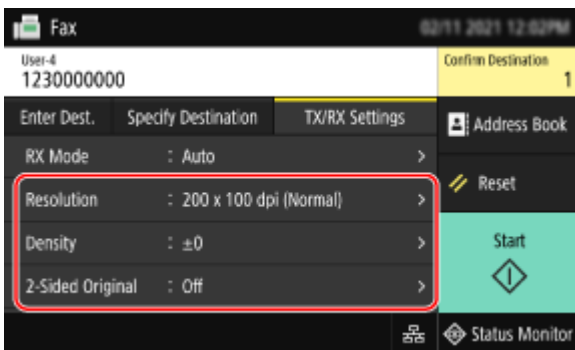 Fax
02/11 2021 12:02PM
User-4
1230000000
Confirm Destination
1
Enter Dest.
Specify Destination
TX/RX Settings
Address Book
RX Mode : Auto
Reset
Resolution : 200 x 100 dpi (Normal)
Density : ±0
Start
2-Sided Original : Off
Status Monitor